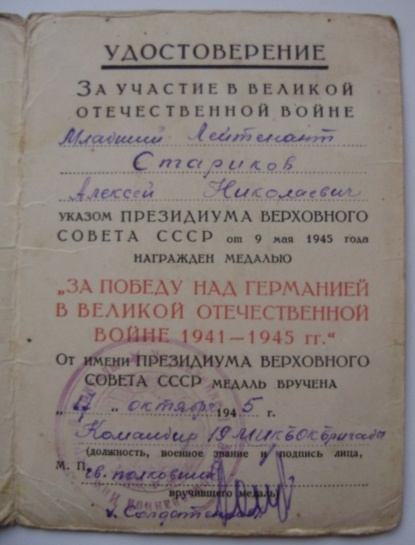 УДОСТОВЕРЕНИЕ
ЗА УЧАСТИЕ В ВЕЛИКОЙ
ОТЕЧЕСТВЕННОЙ ВОЙНЕ
Младший Лейтенант
Стариков
Алексей Николаевич
УКАЗОМ ПРЕЗИДИУМА ВЕРХОВНОГО
СОВЕТА СССР от 9 мая 1945 года
НАГРАЖДЕН МЕДАЛЬЮ
„ЗА ПОБЕДУ НАД ГЕРМАНИЕЙ
В ВЕЛИКОЙ ОТЕЧЕСТВЕННОЙ
ВОЙНЕ 1941—1945 гг.“
От имени ПРЕЗИДИУМА ВЕРХОВНОГО
СОВЕТА СССР МЕДАЛЬ ВРУЧЕНА
„17„ октября 1945 г.
Командир 19
(должность, военное звание и подпись лица,
М. П. гв. полковник
вручившего медаль)